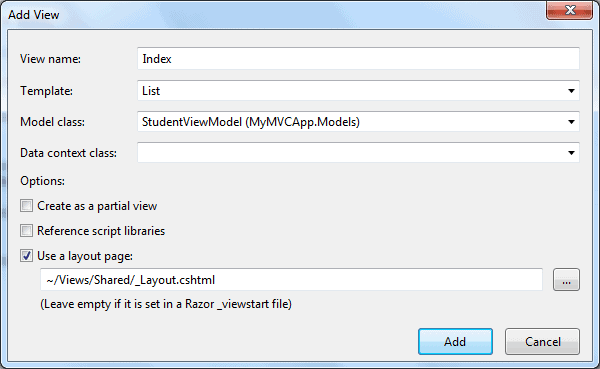 Add View
View name: Index
Template: List
Model class: StudentViewModel (MyMVCApp.Models)
Data context class:
Options:
Create as a partial view
Reference script libraries
Use a layout page:
~/Views/Shared/_Layout.cshtml ...
(Leave empty if it is set in a Razor _viewstart file)
Add Cancel